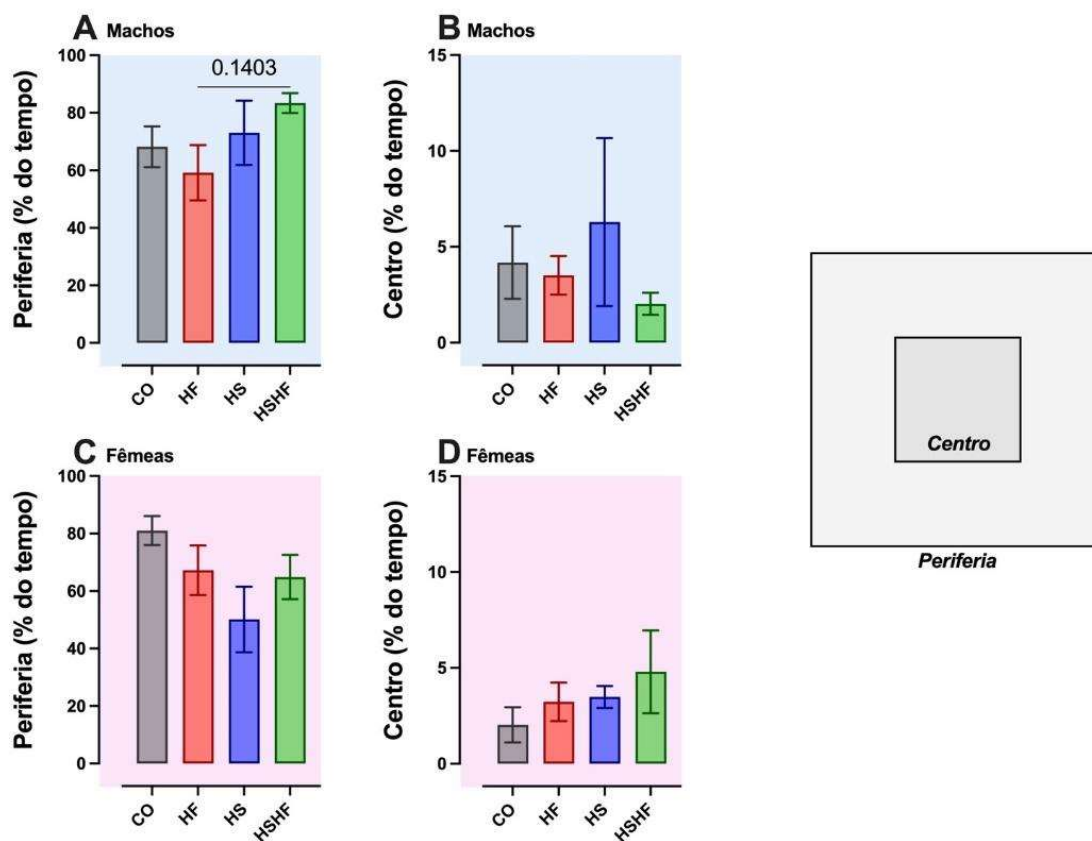 A Machos
Periferia (% do tempo)
100
80
60
40
20
0
0.1403
CO
HF
HS
HSHF
B Machos
Centro (% do tempo)
15
10
5
0
CO
HF
HS
HSHF
C Fêmeas
Periferia (% do tempo)
100
80
60
40
20
0
CO
HF
HS
HSHF
D Fêmeas
Centro (% do tempo)
15
10
5
0
CO
HF
HS
HSHF
Centro
Periferia